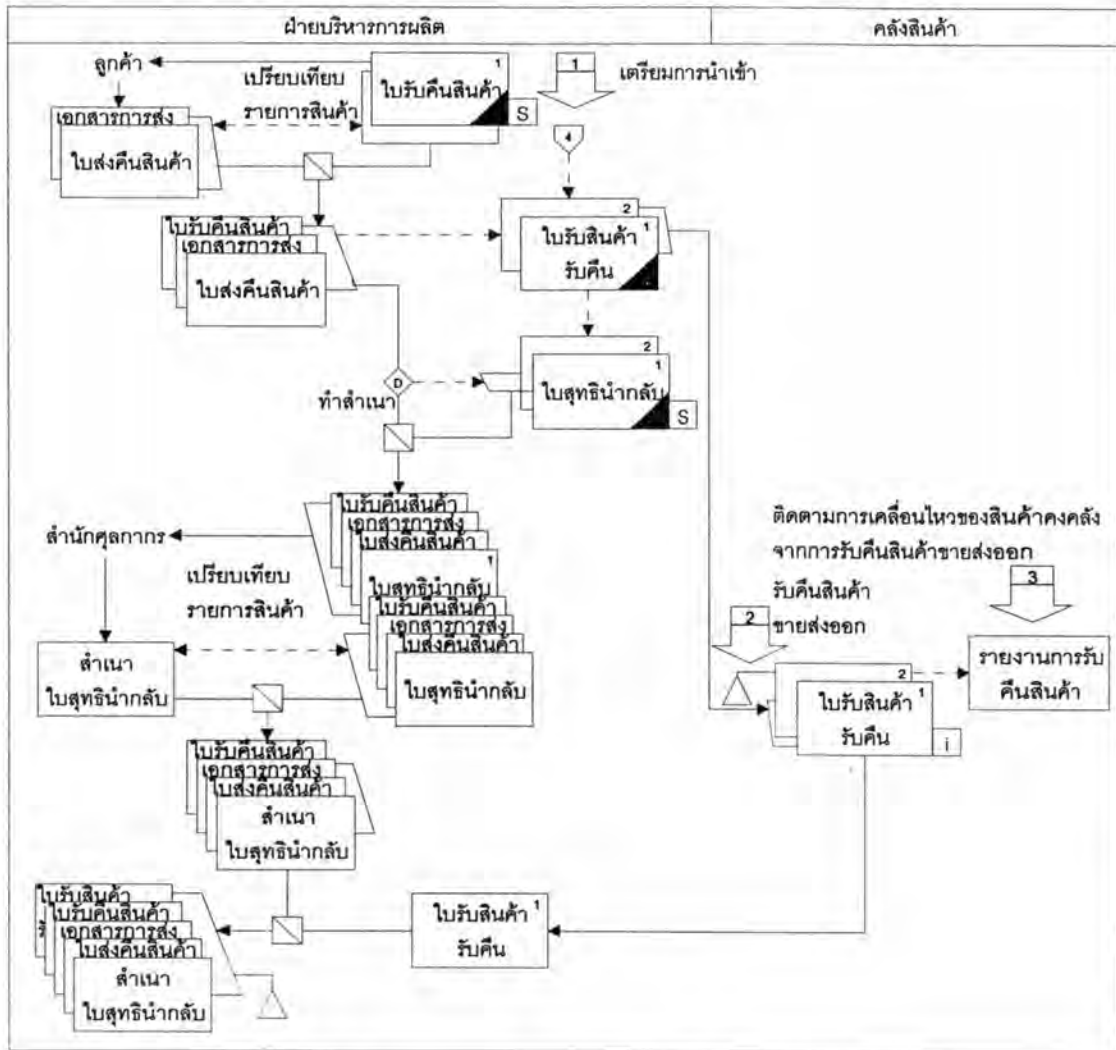 ฝ่ายบริหารการผลิต
คลังสินค้า
ลูกค้า
เปรียบเทียบ
รายการสินค้า
1
ใบรับคืนสินค้า
S
1
เตรียมการนำเข้า
4
เอกสารการส่ง
ใบส่งคืนสินค้า
2
1
ใบรับสินค้า
รับคืน
ใบรับคืนสินค้า
เอกสารการส่ง
ใบส่งคืนสินค้า
D
ทำสำเนา
2
1
ใบสุทธินำกลับ
S
ใบรับคืนสินค้า
เอกสารการส่ง
ใบส่งคืนสินค้า
1
ใบสุทธินำกลับ
ใบรับคืนสินค้า
เอกสารการส่ง
ใบส่งคืนสินค้า
ใบสุทธินำกลับ
สำนักศุลกากร
เปรียบเทียบ
รายการสินค้า
สำเนา
ใบสุทธินำกลับ
ติดตามการเคลื่อนไหวของสินค้าคงคลัง
จากการรับคืนสินค้าขายส่งออก
3
รับคืนสินค้า
ขายส่งออก
2
รายงานการรับ
คืนสินค้า
2
1
ใบรับสินค้า
รับคืน
i
ใบรับคืนสินค้า
เอกสารการส่ง
ใบส่งคืนสินค้า
สำเนา
ใบสุทธินำกลับ
ใบรับสินค้า 1
รับคืน
ใบรับสินค้า
ใบรับคืนสินค้า
เอกสารการส่ง
ใบส่งคืนสินค้า
สำเนา
ใบสุทธินำกลับ